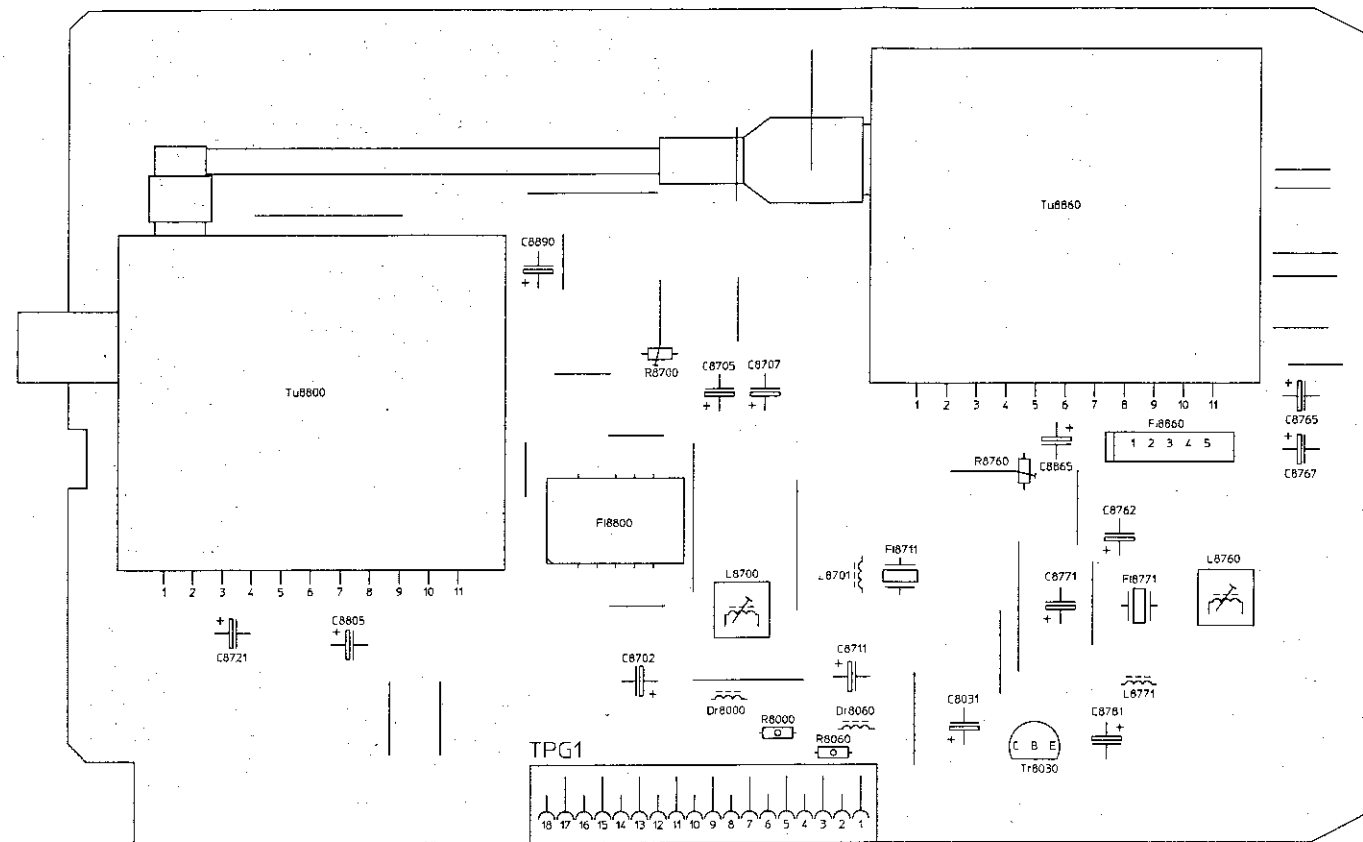 Tu8860
C8890
Tu8800
R8700
C8705
C8707
1 2 3 4 5 6 7 8 9 10 11
C8765
Fi8860
1 2 3 4 5
C8865
R8760
C8767
C8762
Fi8800
Fi8711
L8701
L8700
C8771
Fi8771
L8760
1 2 3 4 5 6 7 8 9 10 11
C8721
C8805
C8702
C8711
L8771
Dr8000
R8000
Dr8060
R8060
C8031
C B E
Tr8030
C8781
TPG1
18 17 16 15 14 13 12 11 10 9 8 7 6 5 4 3 2 1